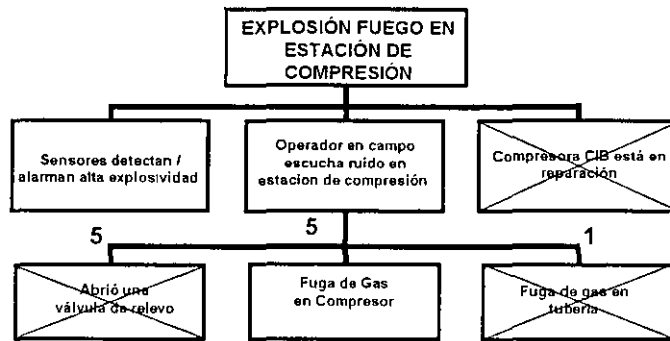 EXPLOSIÓN FUEGO EN
ESTACIÓN DE
COMPRESIÓN
Sensores detectan /
alarman alta explosividad
Operador en campo
escucha ruido en
estacion de compresión
Compresora CIB está en
reparación
5
5
1
Abrió una
válvula de relevo
Fuga de Gas
en Compresor
Fuga de gas en
tubería